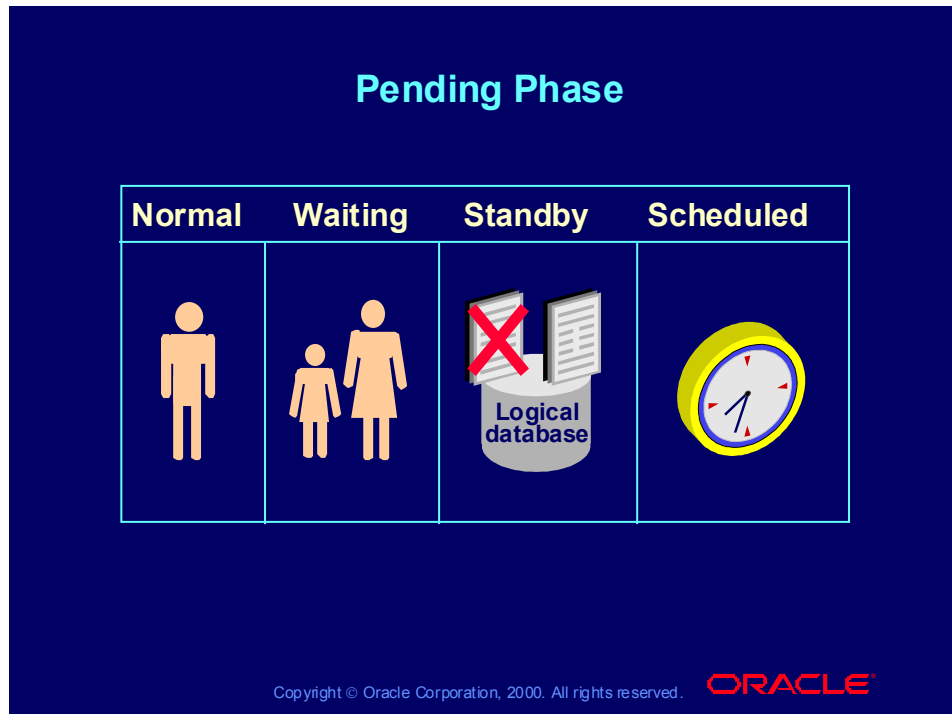 Pending Phase
Normal Waiting Standby Scheduled
Logical
database
Copyright © Oracle Corporation, 2000. All rights reserved. ORACLE®